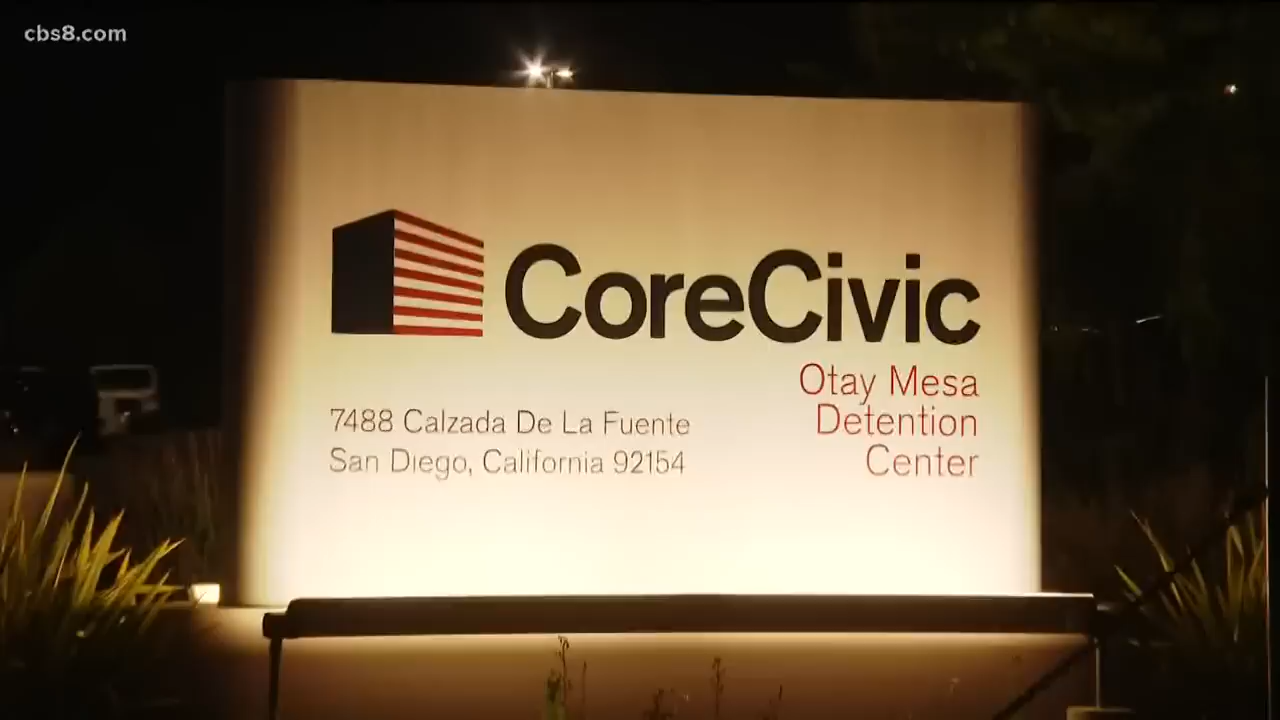 cbs8.com
CoreCivic
Otay Mesa
Detention
Center
7488 Calzada De La Fuente
San Diego, California 92154